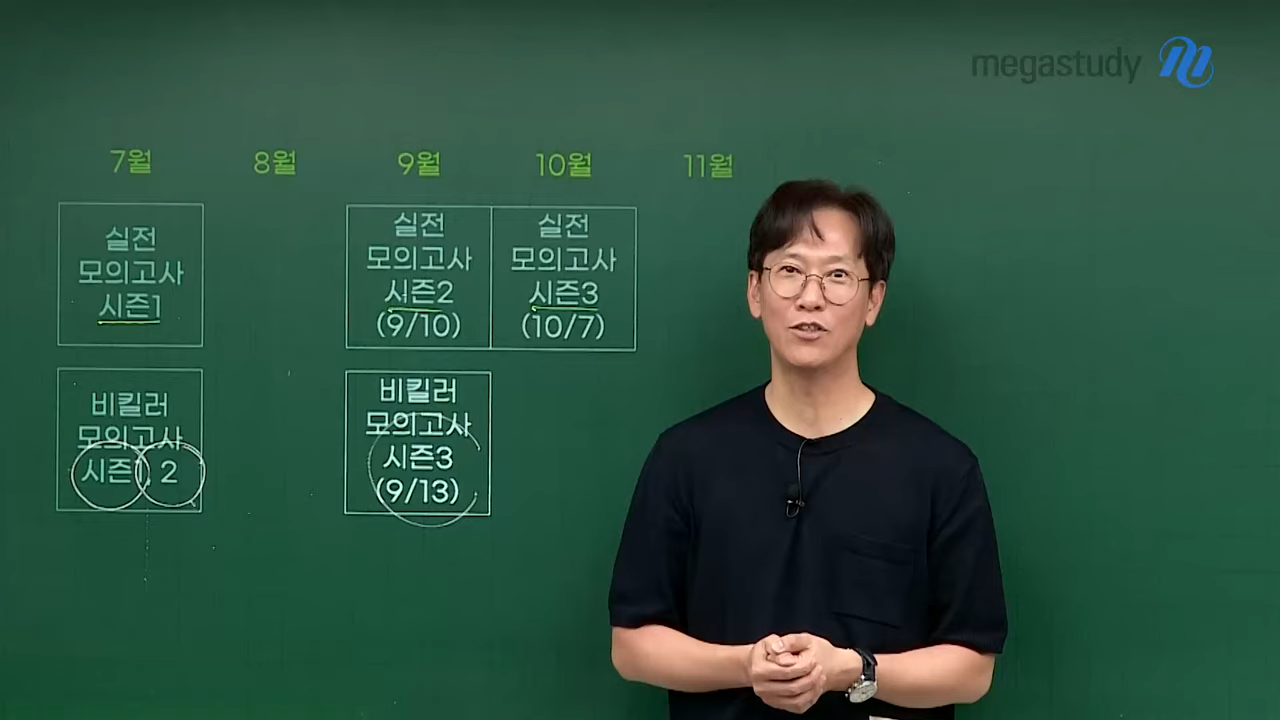 megastudy
7월 8월 9월 10월 11월
실전
모의고사
시즌1
실전
모의고사
시즌2
(9/10)
실전
모의고사
시즌3
(10/7)
비킬러
모의고사
시즌1, 2
비킬러
모의고사
시즌3
(9/13)